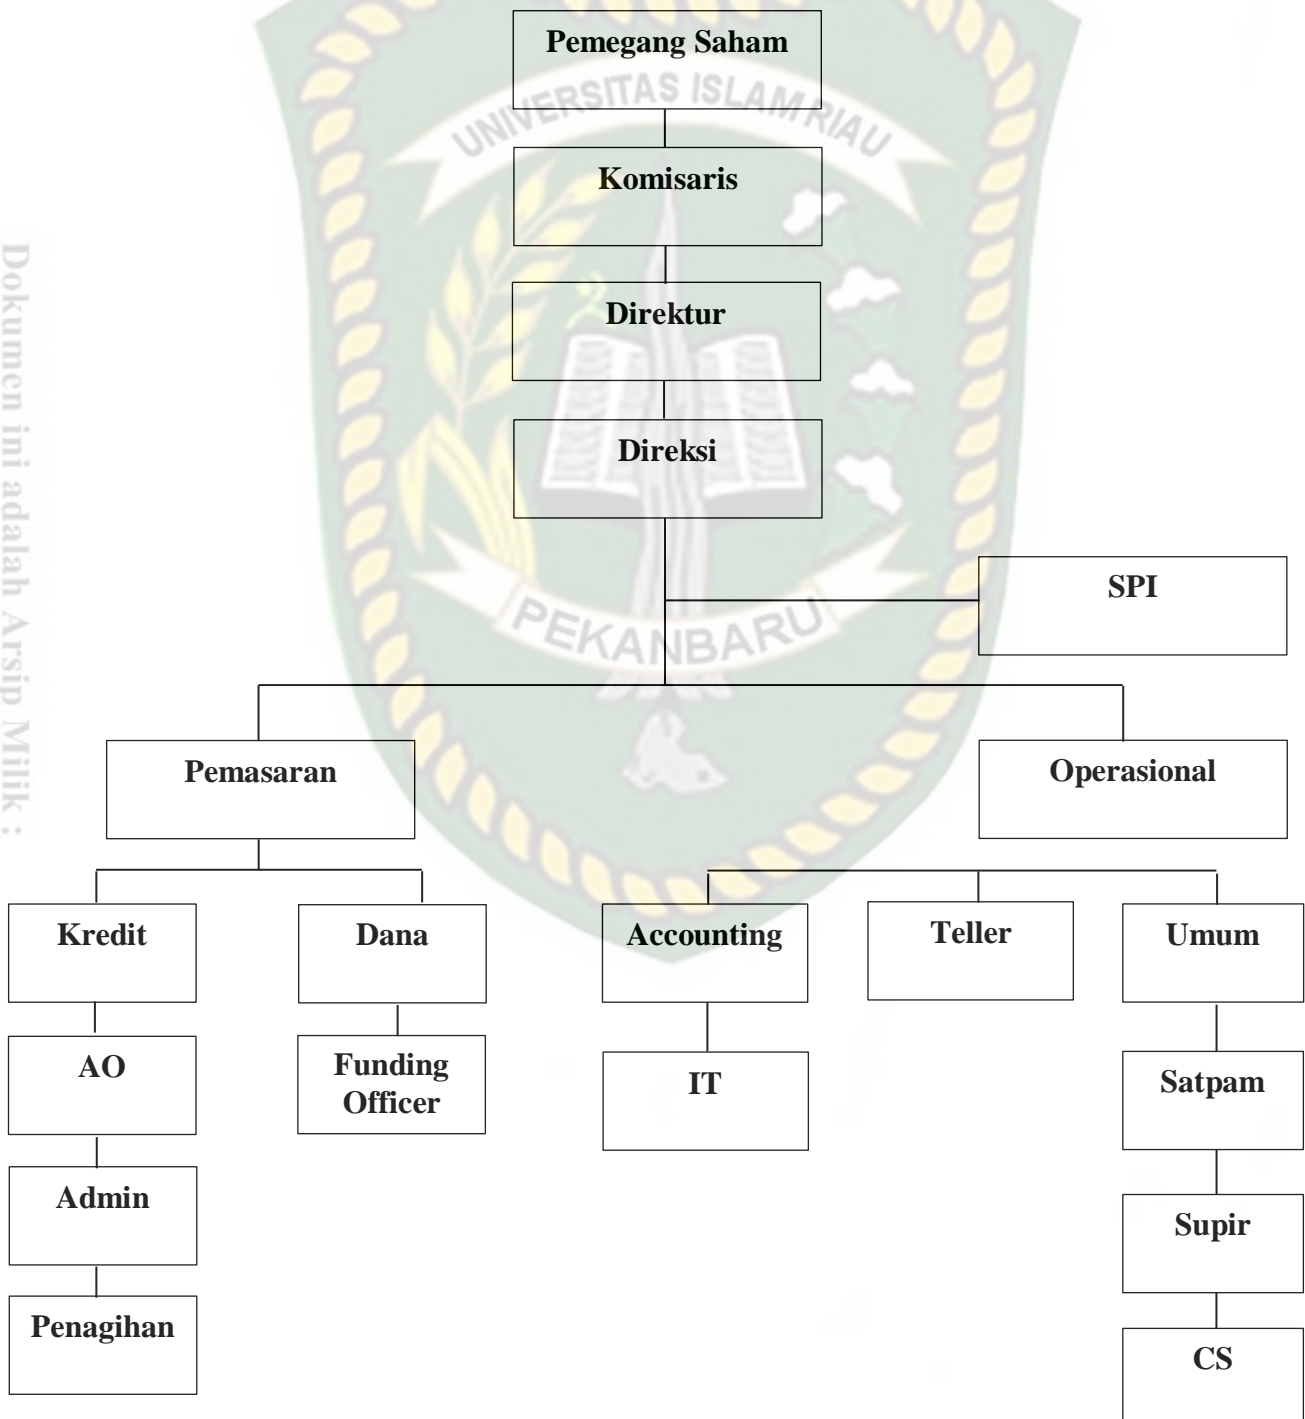 Pemegang Saham
UNIVERSITAS ISLAM RIAU
Komisaris
Direktur
Direksi
SPI
PEKANBARU
Dokumen ini adalah Arsip Milik :
Pemasaran
Operasional
Kredit
Dana
Accounting
Teller
Umum
AO
Funding
Officer
IT
Satpam
Admin
Supir
Penagihan
CS